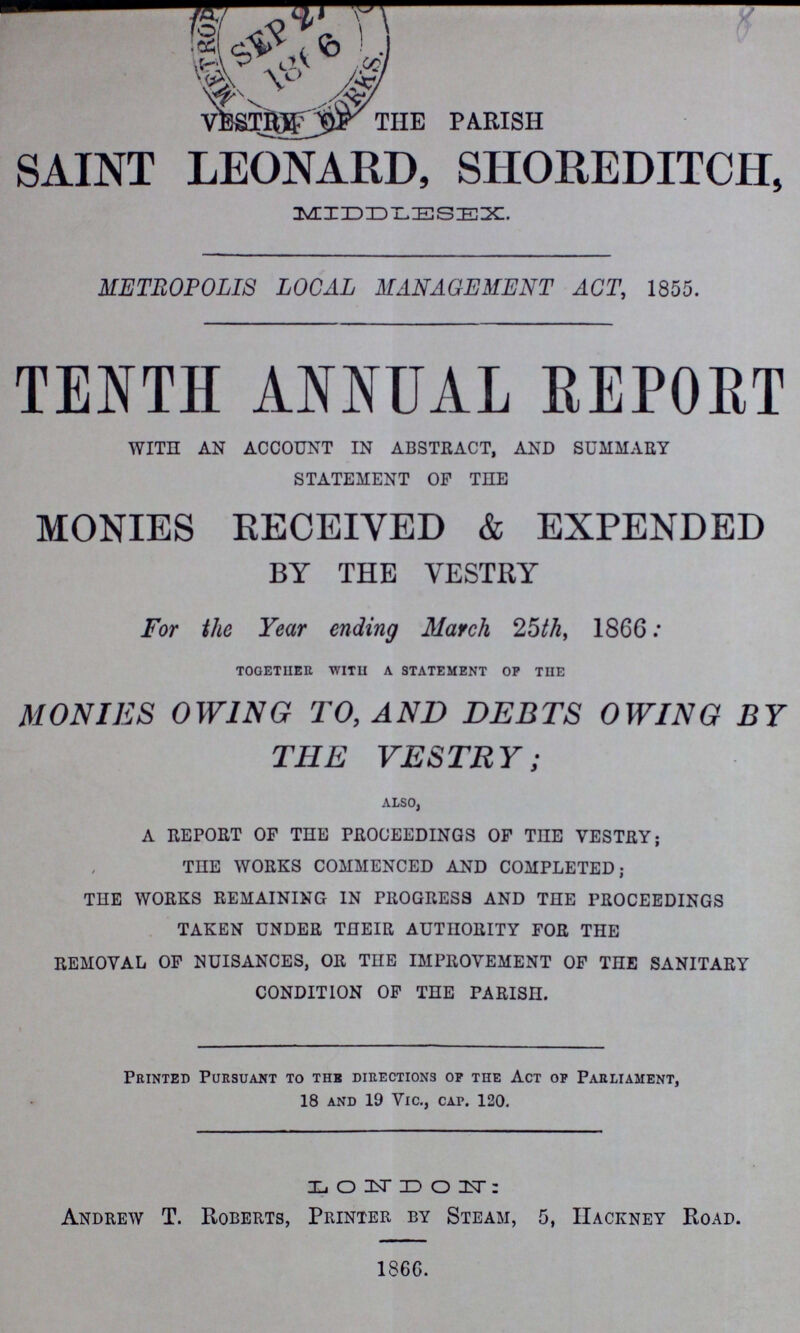 8
METRO
SEP 2
1866
WORKS.
VESTRY OF THE PARISH
SAINT LEONARD, SHOREDITCH,
MIDDLESEX.
METROPOLIS LOCAL MANAGEMENT ACT, 1855.
TENTH ANNUAL REPORT
WITH AN ACCOUNT IN ABSTRACT, AND SUMMARY
STATEMENT OF THE
MONIES RECEIVED & EXPENDED
BY THE VESTRY
For the Year ending March 25th, 1866:
TOGETHER WITH A STATEMENT OF THE
MONIES OWING TO, AND DEBTS OWING BY
THE VESTRY;
ALSO,
A REPORT OF THE PROCEEDINGS OF THE VESTRY;
THE WORKS COMMENCED AND COMPLETED;
THE WORKS REMAINING IN PROGRESS AND THE PROCEEDINGS
TAKEN UNDER THEIR AUTHORITY FOR THE
REMOVAL OF NUISANCES, OR THE IMPROVEMENT OF THE SANITARY
CONDITION OF THE PARISH.
PRINTED PURSUANT TO THE DIRECTIONS OF THE ACT OF PARLIAMENT,
18 AND 19 VIC., CAP. 120.
LONDON:
ANDREW T. ROBERTS, PRINTER BY STEAM, 5, HACKNEY ROAD.
1866.